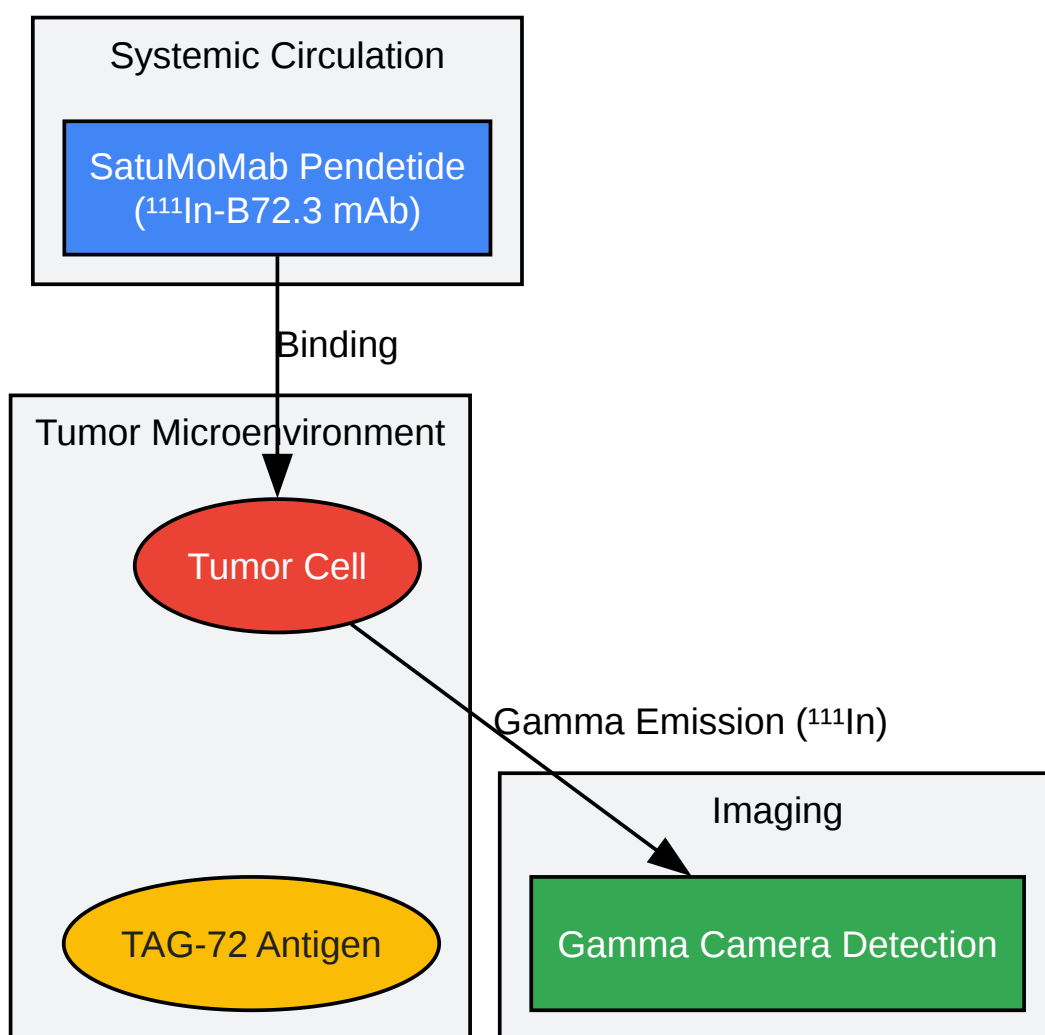 Systemic Circulation
SatuMoMab Pendetide
(¹¹¹In-B72.3 mAb)
Binding
Tumor Microenvironment
Tumor Cell
Gamma Emission (¹¹¹In)
Imaging
TAG-72 Antigen
Gamma Camera Detection